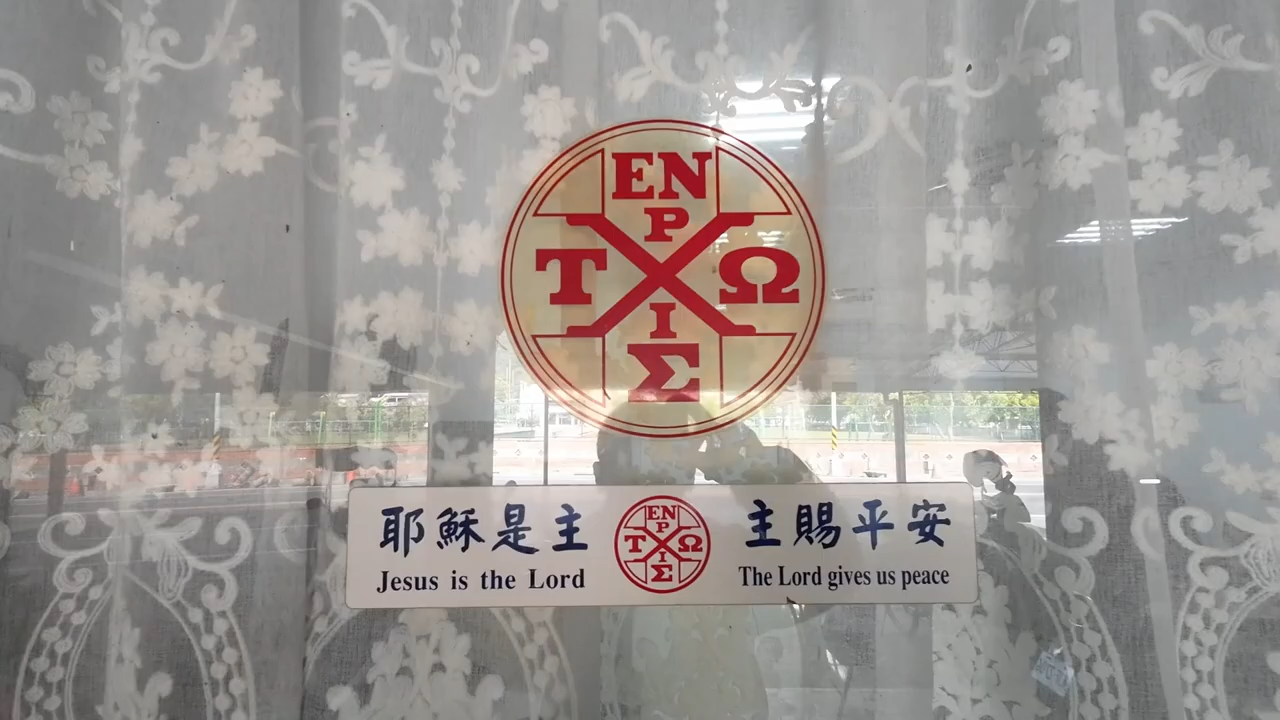 ΕΝ
Ρ
Τ Χ Ω
Ι
Σ
耶穌是主 主賜平安
ΕΝ
Ρ
Τ Χ Ω
Ι
Σ
Jesus is the Lord The Lord gives us peace